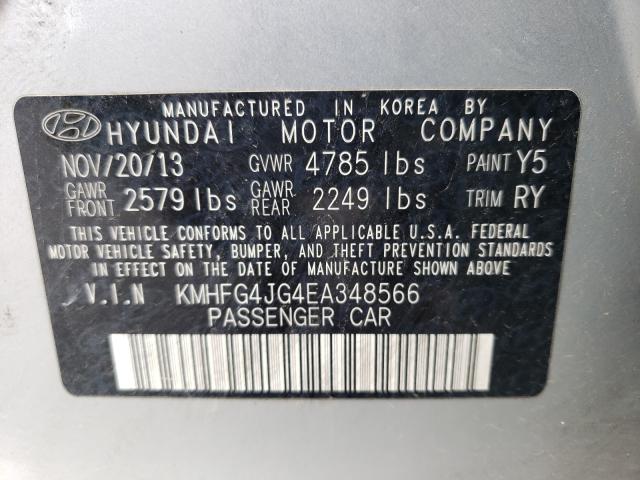 MANUFACTURED IN KOREA BY
HYUNDAI MOTOR COMPANY
NOV/20/13 GVWR 4785 lbs PAINT Y5
GAWR FRONT 2579 lbs GAWR REAR 2249 lbs TRIM RY
THIS VEHICLE CONFORMS TO ALL APPLICABLE U.S.A. FEDERAL
MOTOR VEHICLE SAFETY, BUMPER, AND THEFT PREVENTION STANDARDS
IN EFFECT ON THE DATE OF MANUFACTURE SHOWN ABOVE
V.I.N KMHFG4JG4EA348566
PASSENGER CAR